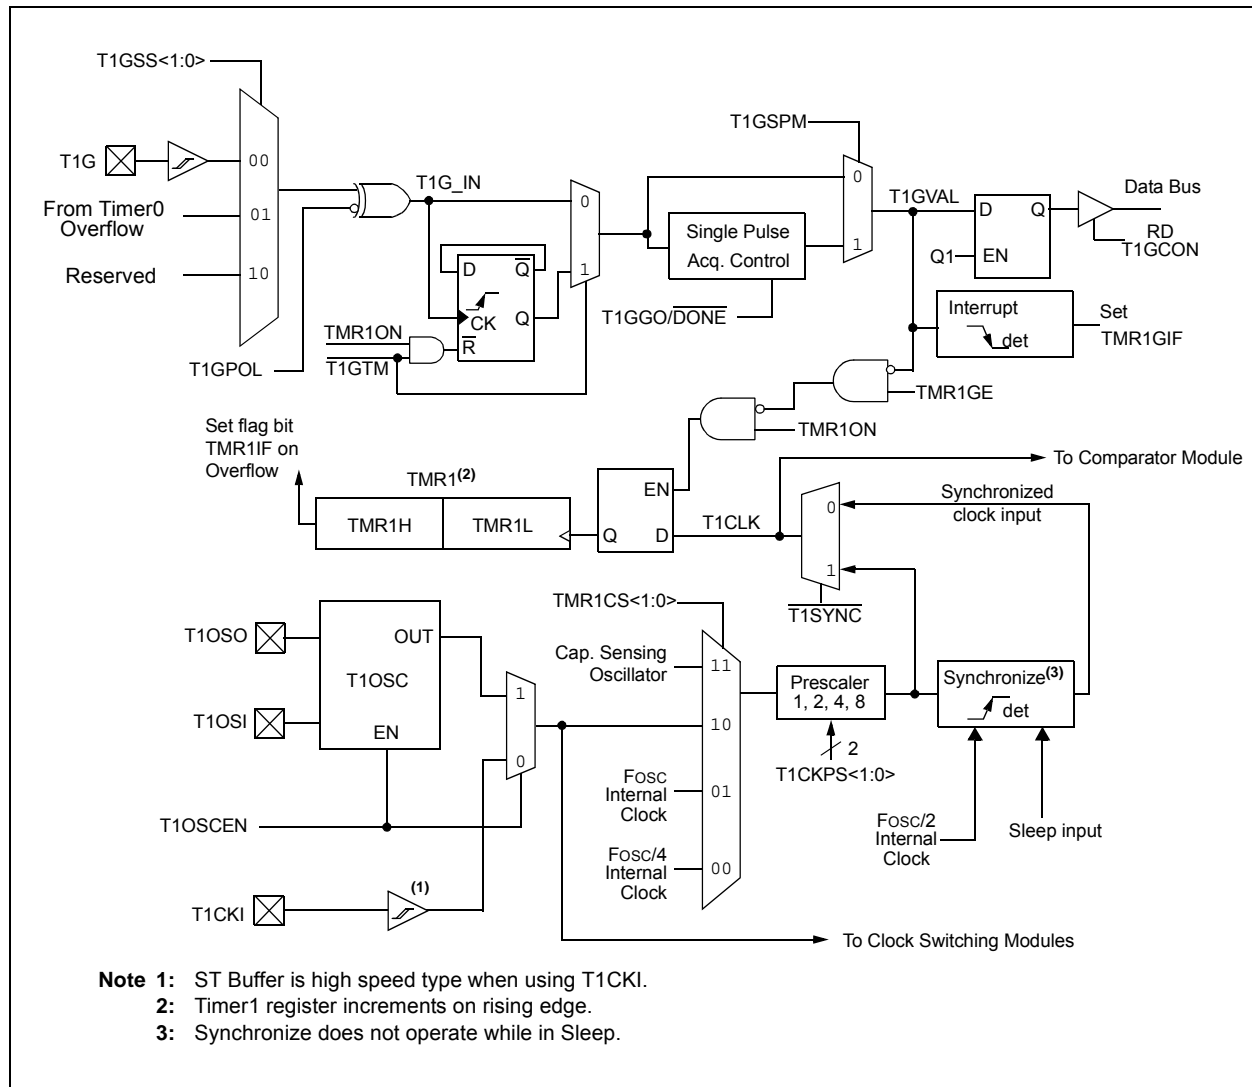 T1GSS<1:0>
T1G
00
From Timer0
Overflow
01
Reserved
10
T1GPOL
T1G_IN
0
1
D
Q
CK
Q
R
TMR1ON
T1GTM
Single Pulse
Acq. Control
T1GGO/DONE
T1GSPM
0
1
T1GVAL
D
Q
Q1
EN
Data Bus
RD
T1GCON
Interrupt
det
Set
TMR1GIF
TMR1GE
TMR1ON
Set flag bit
TMR1IF on
Overflow
TMR1(2)
TMR1H
TMR1L
EN
Q
D
T1CLK
To Comparator Module
0
1
Synchronized
clock input
T1SYNC
T1OSO
T1OSI
OUT
T1OSC
EN
1
0
T1OSCEN
T1CKI
(1)
TMR1CS<1:0>
Cap. Sensing
Oscillator
11
10
FOSC
Internal
Clock
01
FOSC/4
Internal
Clock
00
Prescaler
1, 2, 4, 8
2
T1CKPS<1:0>
Synchronize(3)
det
FOSC/2
Internal
Clock
Sleep input
To Clock Switching Modules
Note 1: ST Buffer is high speed type when using T1CKI.
2: Timer1 register increments on rising edge.
3: Synchronize does not operate while in Sleep.